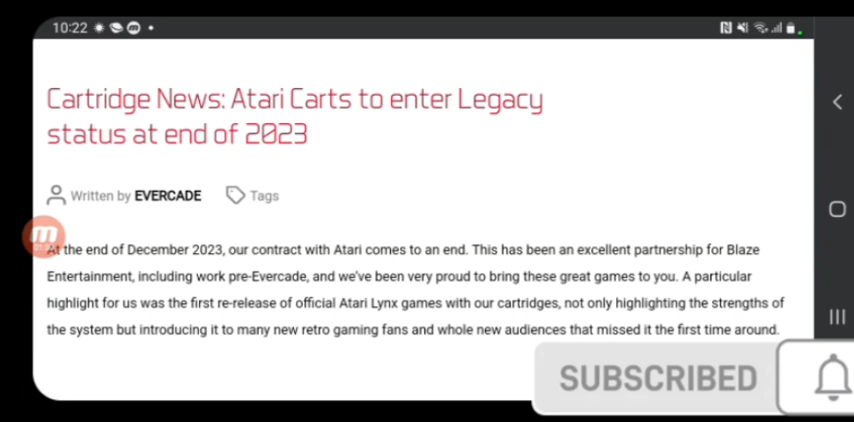 10:22
Cartridge News: Atari Carts to enter Legacy
status at end of 2023
Written by EVERCADE Tags
At the end of December 2023, our contract with Atari comes to an end. This has been an excellent partnership for Blaze
Entertainment, including work pre-Evercade, and we've been very proud to bring these great games to you. A particular
highlight for us was the first re-release of official Atari Lynx games with our cartridges, not only highlighting the strengths of
the system but introducing it to many new retro gaming fans and whole new audiences that missed it the first time around.
SUBSCRIBED